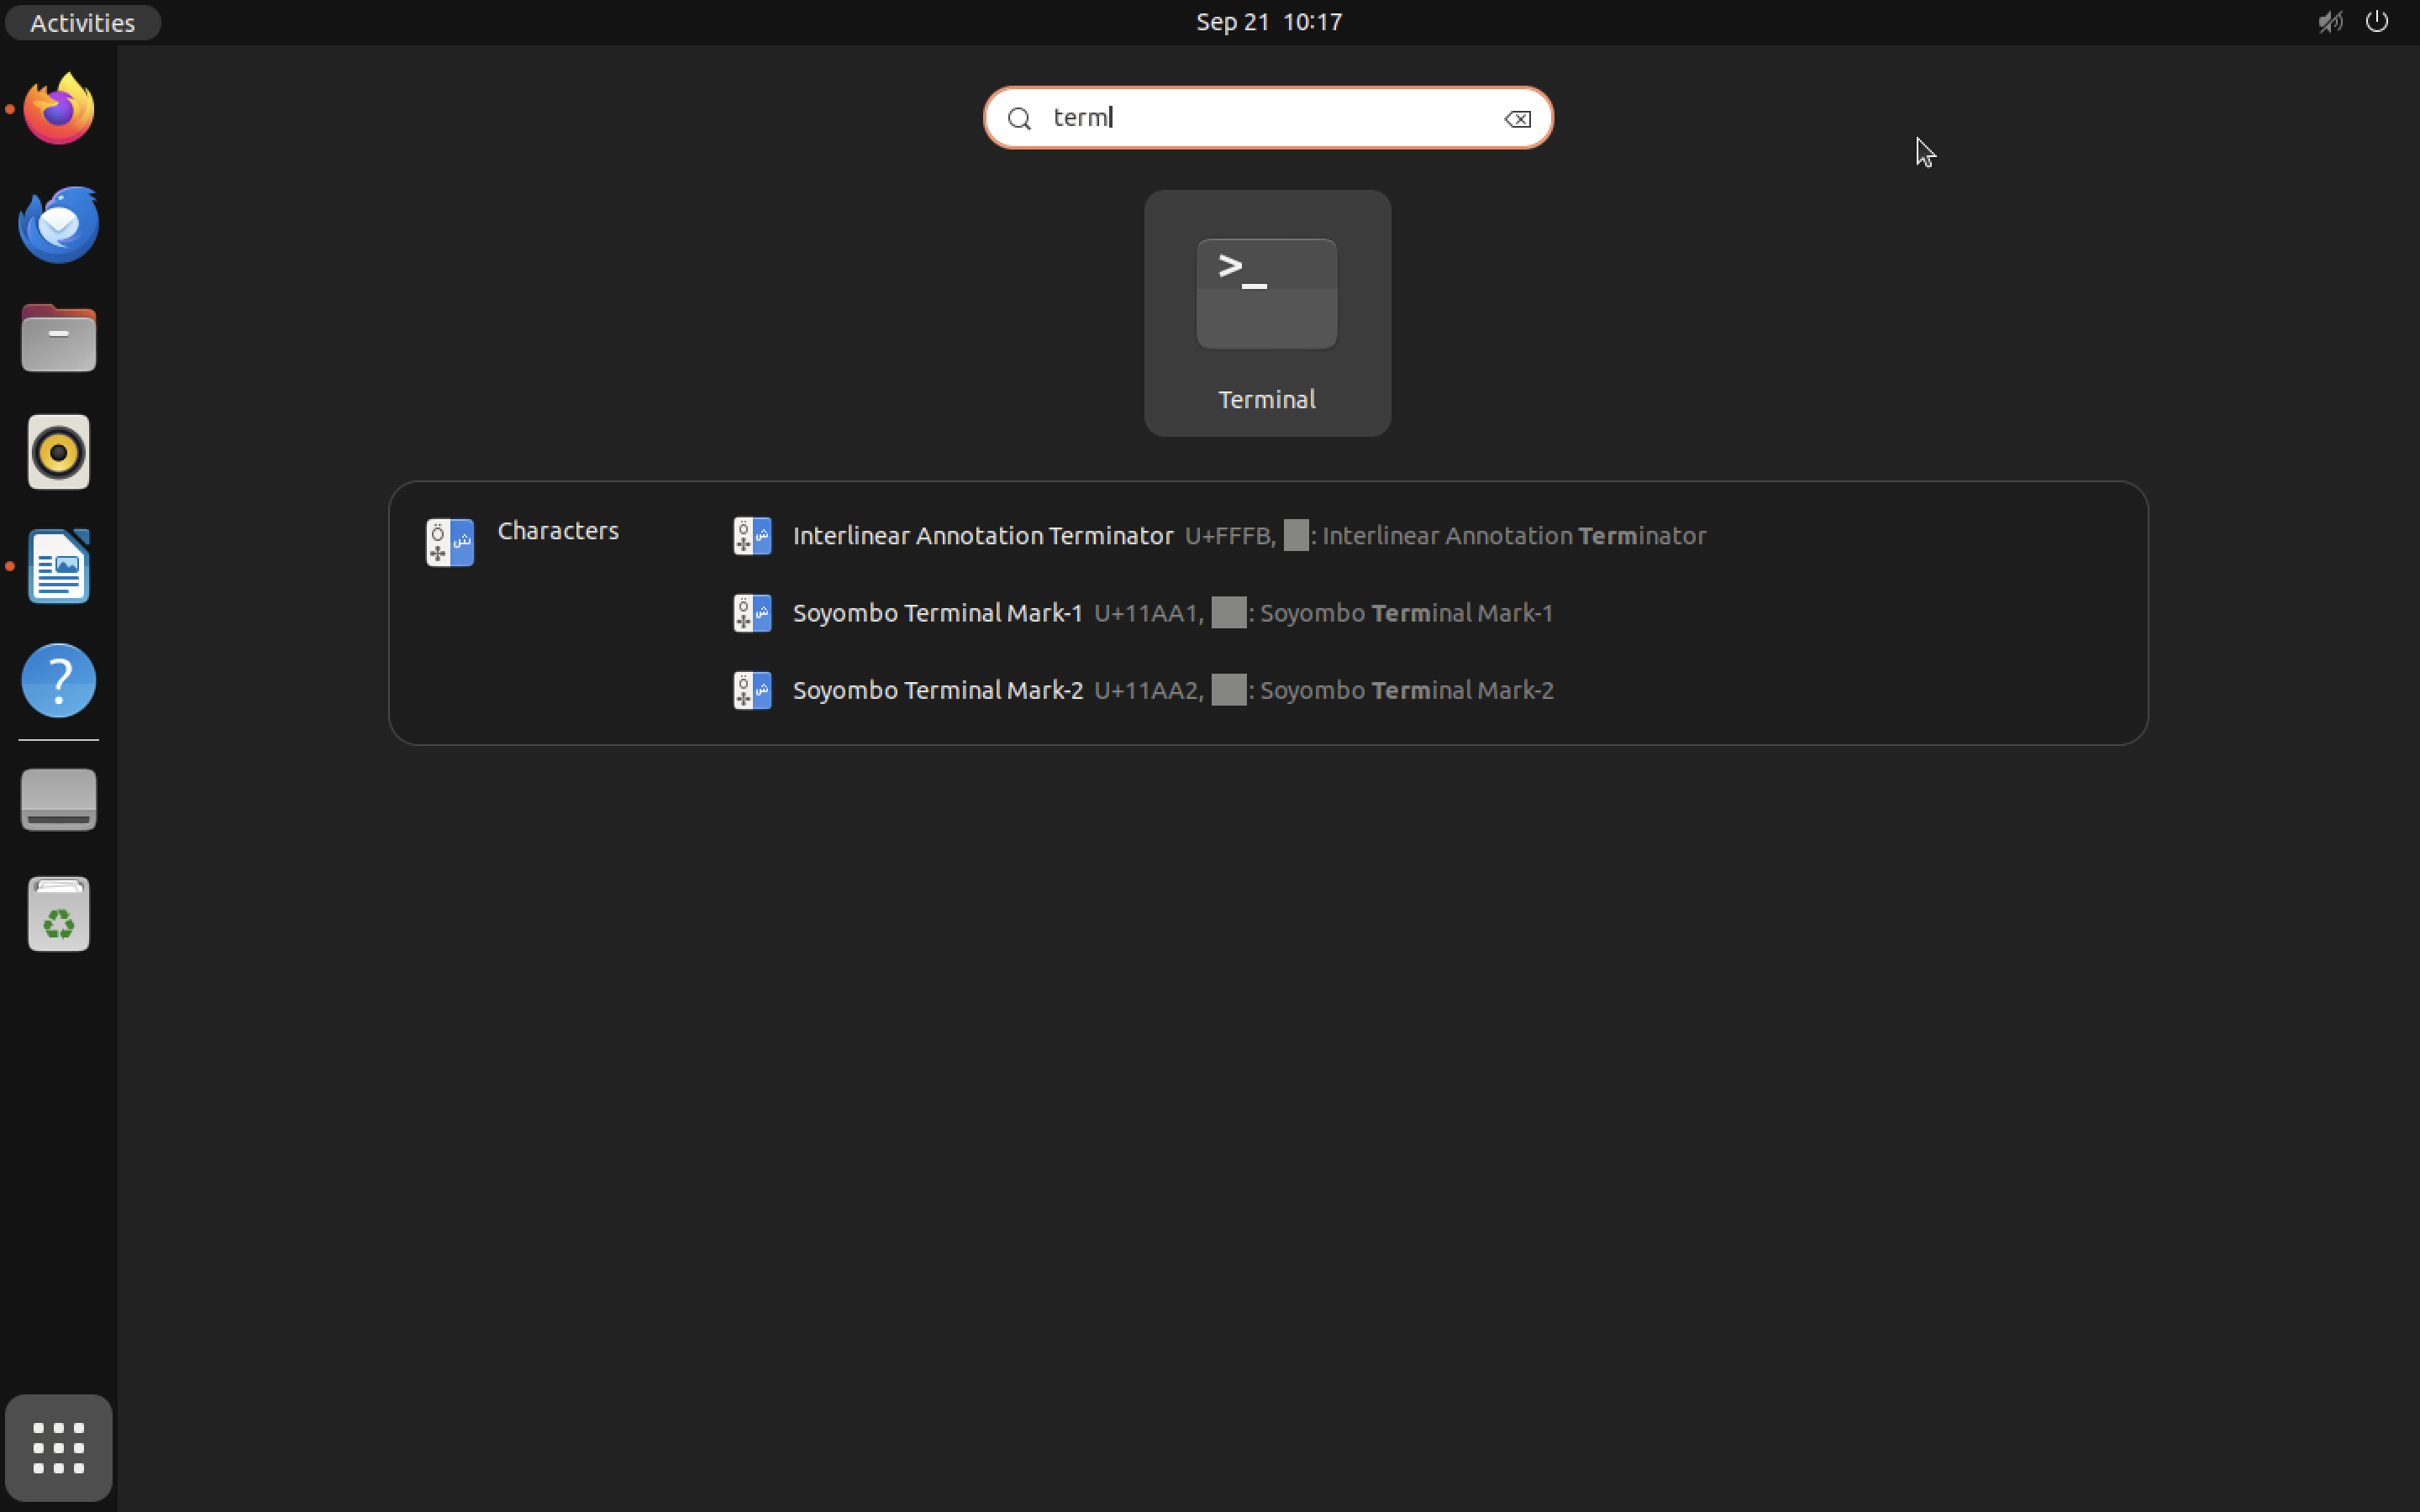 Activities
Sep 21 10:17
term
>_
Terminal
Characters
Interlinear Annotation Terminator U+FFFB, : Interlinear Annotation Terminator
Soyombo Terminal Mark-1 U+11AA1, : Soyombo Terminal Mark-1
Soyombo Terminal Mark-2 U+11AA2, : Soyombo Terminal Mark-2